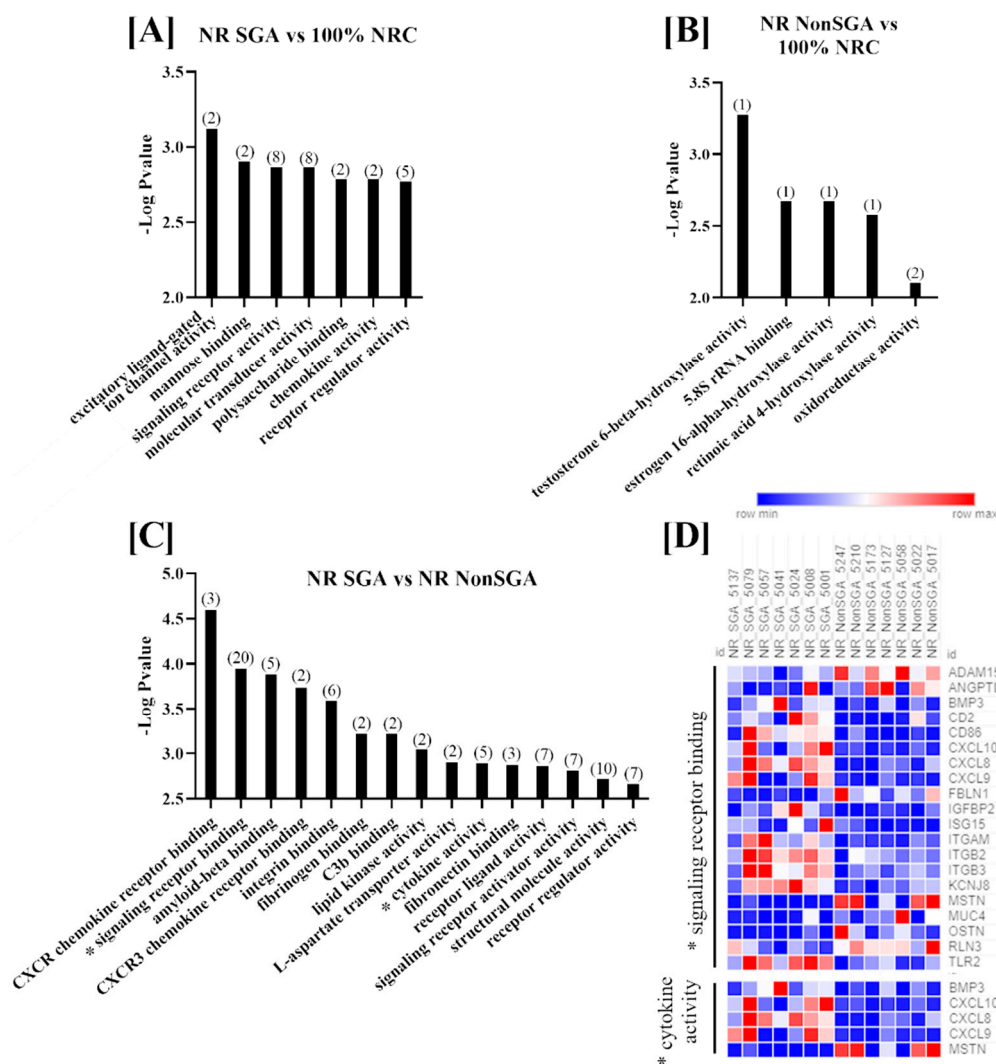 [A]
NR SGA vs 100% NRC
-Log Pvalue
3.5
3.0
2.5
2.0
(2)
(2)
(8)
(8)
(2)
(2)
(5)
excitatory ligand-gated
ion channel activity
mannose binding
signaling receptor activity
molecular transducer activity
polysaccharide binding
chemokine activity
receptor regulator activity
[B]
NR NonSGA vs
100% NRC
-Log Pvalue
3.5
3.0
2.5
2.0
(1)
(1)
(1)
(1)
(2)
testosterone 6-beta-hydroxylase activity
5.8S rRNA binding
estrogen 16-alpha-hydroxylase activity
retinoic acid 4-hydroxylase activity
oxidoreductase activity
[C]
NR SGA vs NR NonSGA
-Log Pvalue
5.0
4.5
4.0
3.5
3.0
2.5
(3)
(20)
(5)
(2)
(6)
(2)
(2)
(2)
(2)
(5)
(3)
(7)
(7)
(10)
(7)
CXCR chemokine receptor binding
* signaling receptor binding
amyloid-beta binding
CXCR3 chemokine receptor binding
integrin binding
fibrinogen binding
C3b binding
lipid kinase activity
L-aspartate transporter activity
* cytokine activity
fibronectin binding
receptor ligand activity
signaling receptor activator activity
structural molecule activity
receptor regulator activity
[D]
row min
row max
id
NR_SGA_5137
NR_SGA_5079
NR_SGA_5057
NR_SGA_5041
NR_SGA_5024
NR_SGA_5008
NR_SGA_5001
NR_NonSGA_5247
NR_NonSGA_5210
NR_NonSGA_5173
NR_NonSGA_5127
NR_NonSGA_5058
NR_NonSGA_5022
NR_NonSGA_5017
id
* signaling receptor binding
ADAM15
ANGPTL
BMP3
CD2
CD86
CXCL10
CXCL8
CXCL9
FBLN1
IGFBP2
ISG15
ITGAM
ITGB2
ITGB3
KCNJ8
MSTN
MUC4
OSTN
RLN3
TLR2
* cytokine
activity
BMP3
CXCL10
CXCL8
CXCL9
MSTN